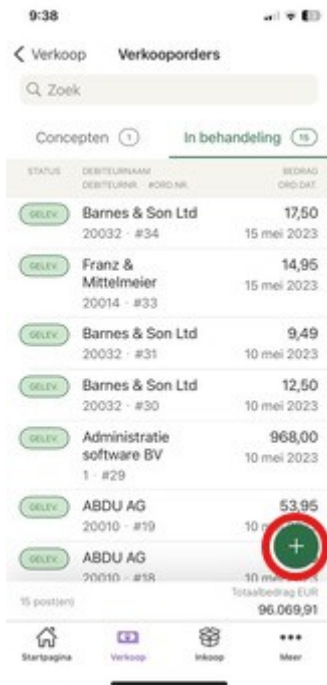 9:38
Verkoop Verkooporders
Zoek
Concepten 1 In behandeling 15
STATUS DEBITEURNAAM BEDRAG
DEBITEURNR. #ORD.NR. ORD.DAT.
GELEV. Barnes & Son Ltd 17,50
20032 · #34 15 mei 2023
GELEV. Franz & 14,95
Mittelmeier 15 mei 2023
20014 · #33
GELEV. Barnes & Son Ltd 9,49
20032 · #31 10 mei 2023
GELEV. Barnes & Son Ltd 12,50
20032 · #30 10 mei 2023
GELEV. Administratie 968,00
software BV 10 mei 2023
1 · #29
GELEV. ABDU AG 53,95
20010 · #19 10
GELEV. ABDU AG
20010 · #18 10
15 post(en) Totaalbedrag EUR
96.069,91
Startpagina Verkoop Inkoop Meer